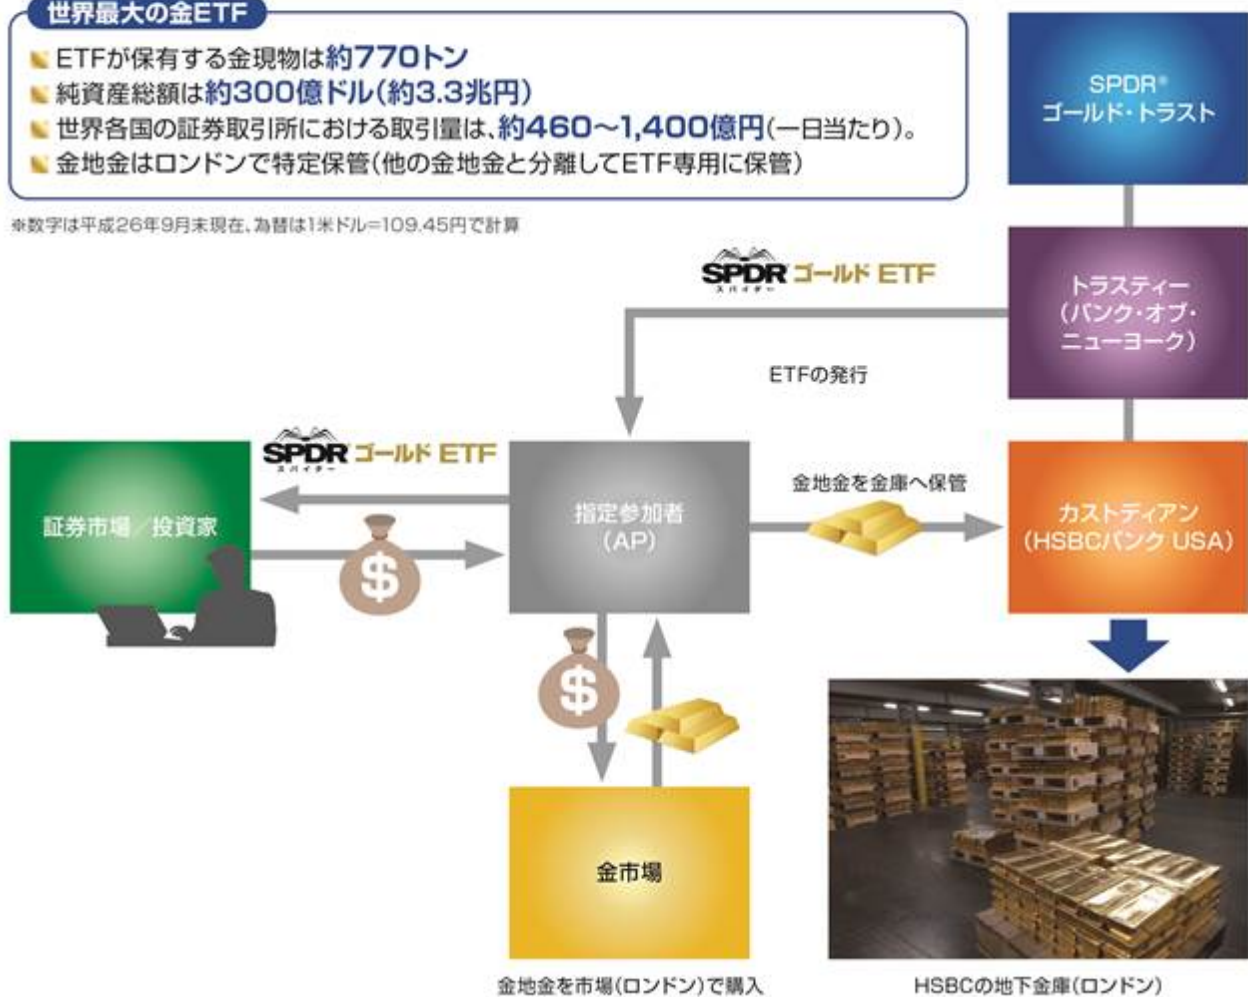 世界最大の金ETF
ETFが保有する金現物は約770トン
純資産総額は約300億ドル(約3.3兆円)
世界各国の証券取引所における取引量は、約460〜1,400億円(一日当たり)。
金地金はロンドンで特定保管(他の金地金と分離してETF専用に保管)
※数字は平成26年9月末現在、為替は1米ドル=109.45円で計算
SPDR®
ゴールド・トラスト
トラスティー
(バンク・オブ・
ニューヨーク)
SPDR ゴールド ETF
スパイダー
ETFの発行
SPDR ゴールド ETF
スパイダー
証券市場／投資家
指定参加者
(AP)
金地金を金庫へ保管
カストディアン
(HSBCバンク USA)
$
$
金市場
金地金を市場(ロンドン)で購入
HSBCの地下金庫(ロンドン)